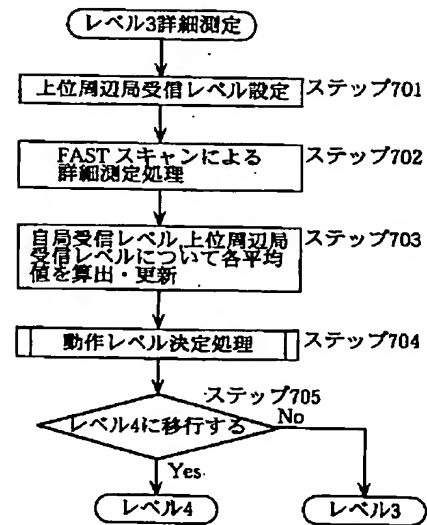 レベル3詳細測定
上位周辺局受信レベル設定
ステップ701
FASTスキャンによる
詳細測定処理
ステップ702
自局受信レベル,上位周辺局
受信レベルについて各平均
値を算出・更新
ステップ703
動作レベル決定処理
ステップ704
ステップ705
レベル4に移行する
No
Yes
レベル4
レベル3